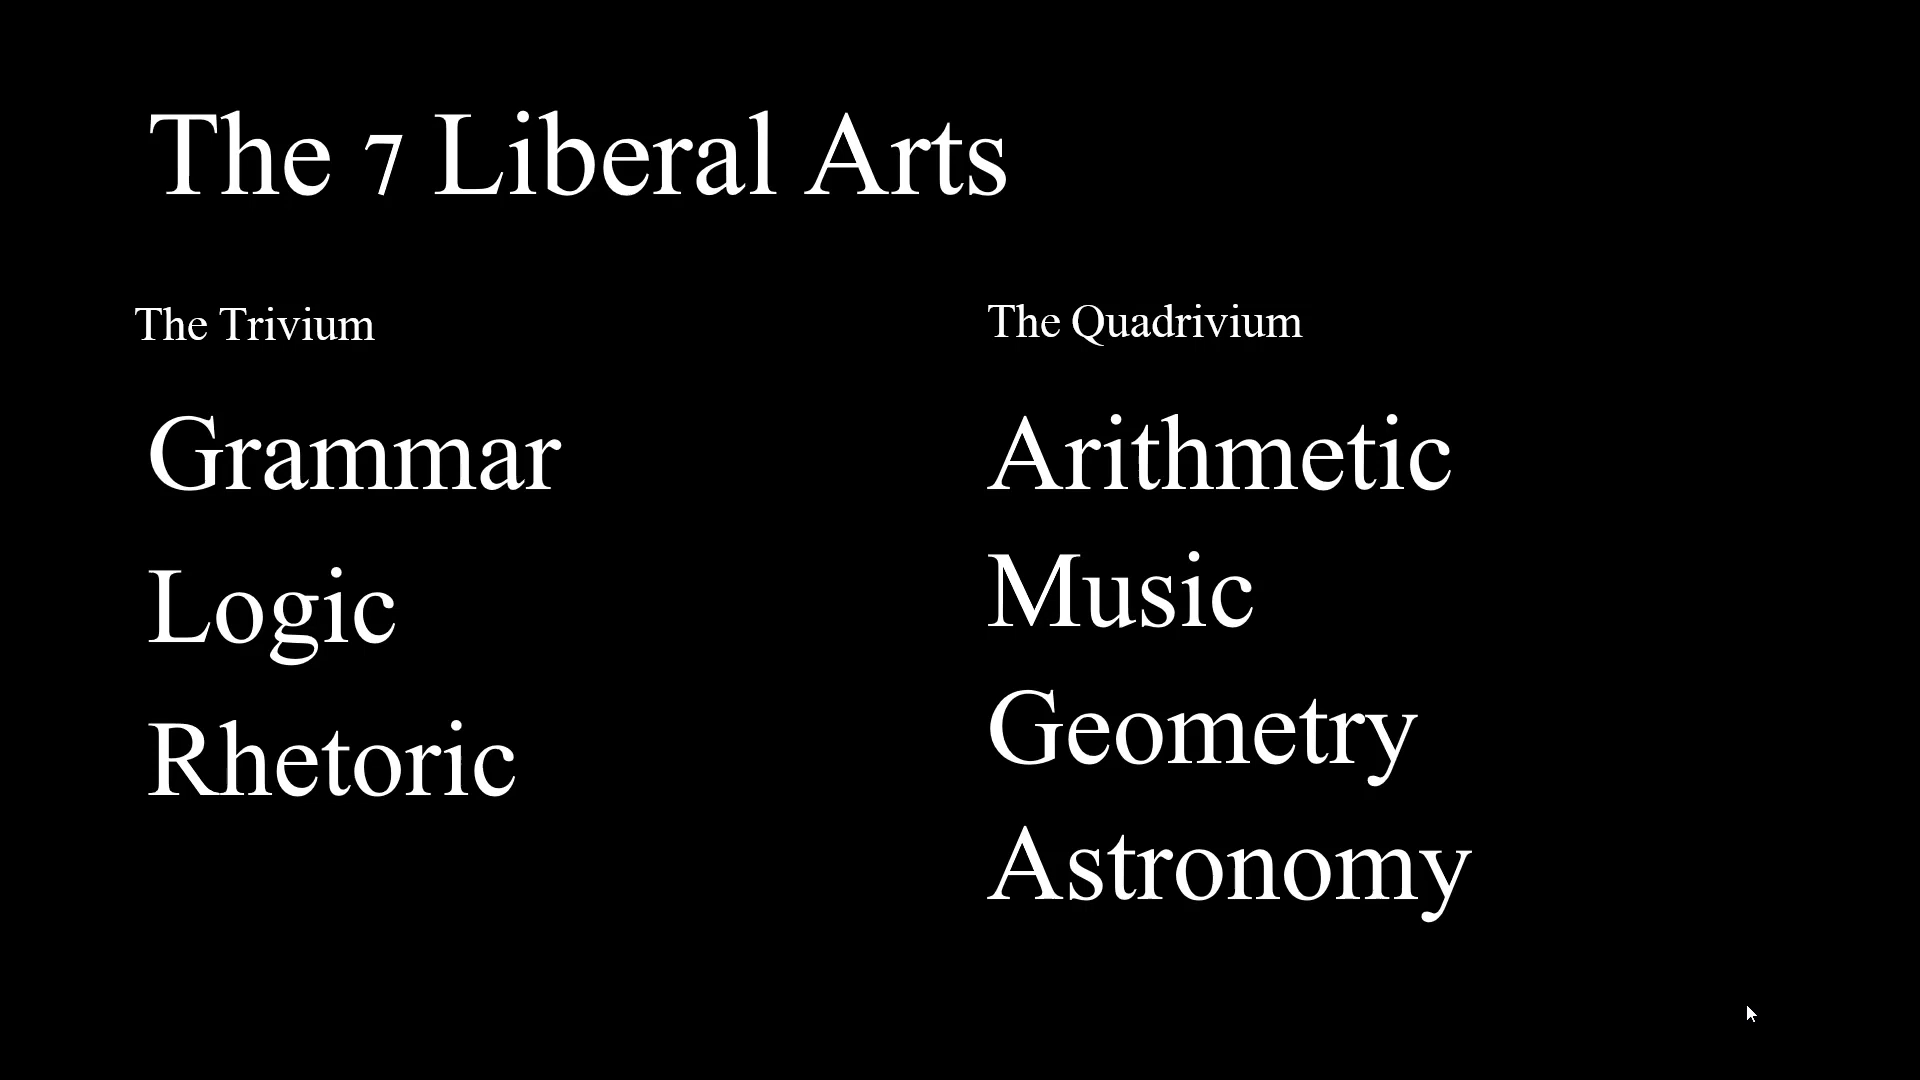 The 7 Liberal Arts
The Trivium
Grammar
Logic
Rhetoric
The Quadrivium
Arithmetic
Music
Geometry
Astronomy